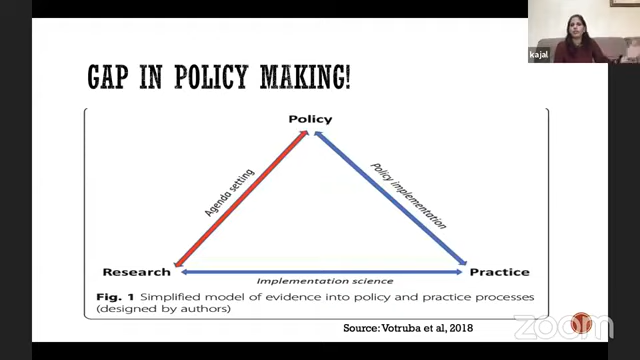 kajal
GAP IN POLICY MAKING!
Policy
Agenda setting
Policy implementation
Research
Practice
Implementation science
Fig. 1 Simplified model of evidence into policy and practice processes
(designed by authors)
Source: Votruba et al, 2018
zoom